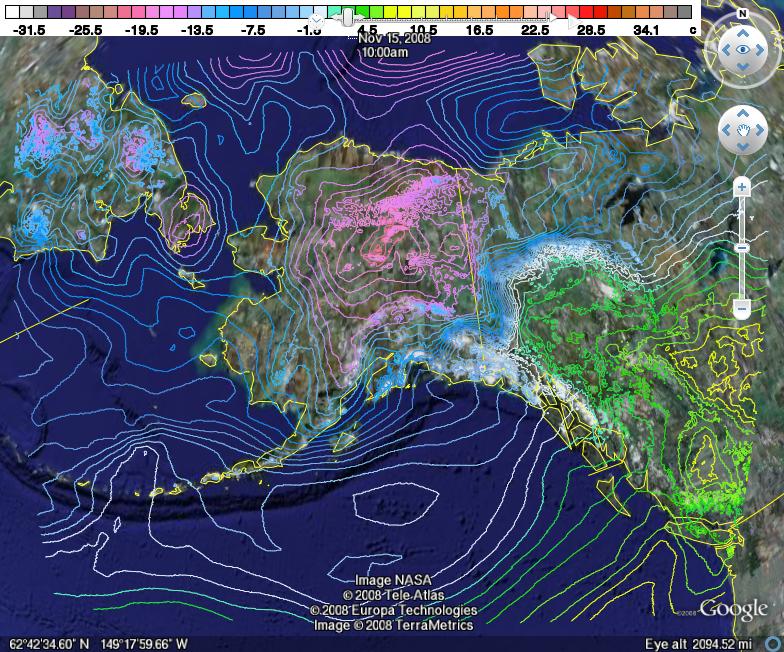 -31.5 -25.5 -19.5 -13.5 -7.5 -1.5 4.5 10.5 16.5 22.5 28.5 34.1 c
Nov 15, 2008
10:00am
N
Image NASA
© 2008 Tele Atlas
© 2008 Europa Technologies
Image © 2008 TerraMetrics
©2008 Google
62°42'34.60" N 149°17'59.66" W Eye alt 2094.52 mi